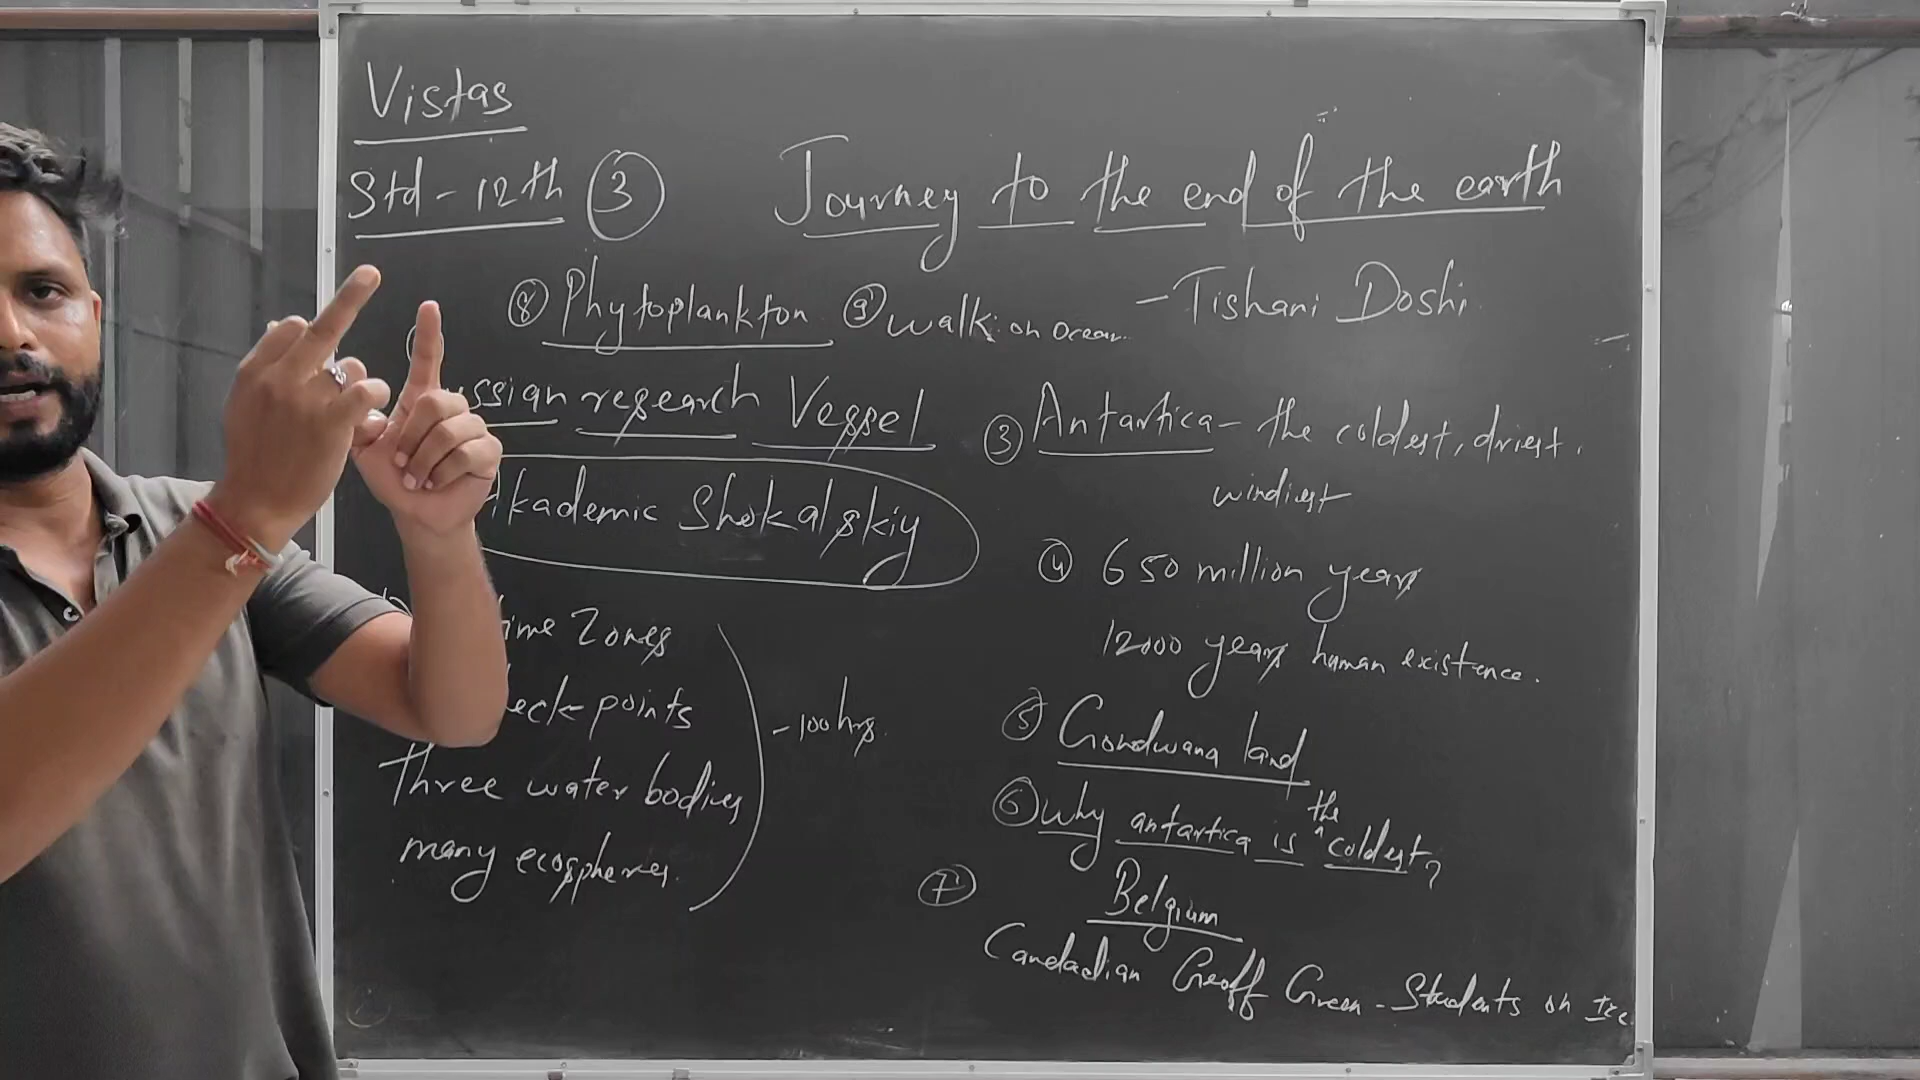 Vistas
Std - 12th ③ Journey to the end of the earth
- Tishani Doshi
⑧ Phytoplankton ⑨ walk on Ocean
research Vessel
Akademic Shokalskiy
Zones
points
three water bodies
many ecospheres.
- 100 hrs.
③ Antartica - the coldest, driest,
windiest
④ 650 million years
12000 years human existence.
⑤ Gondwana land
⑥ Why antartica is the coldest?
⑦ Belgium
Candadian Geoff Green - Students on Ice